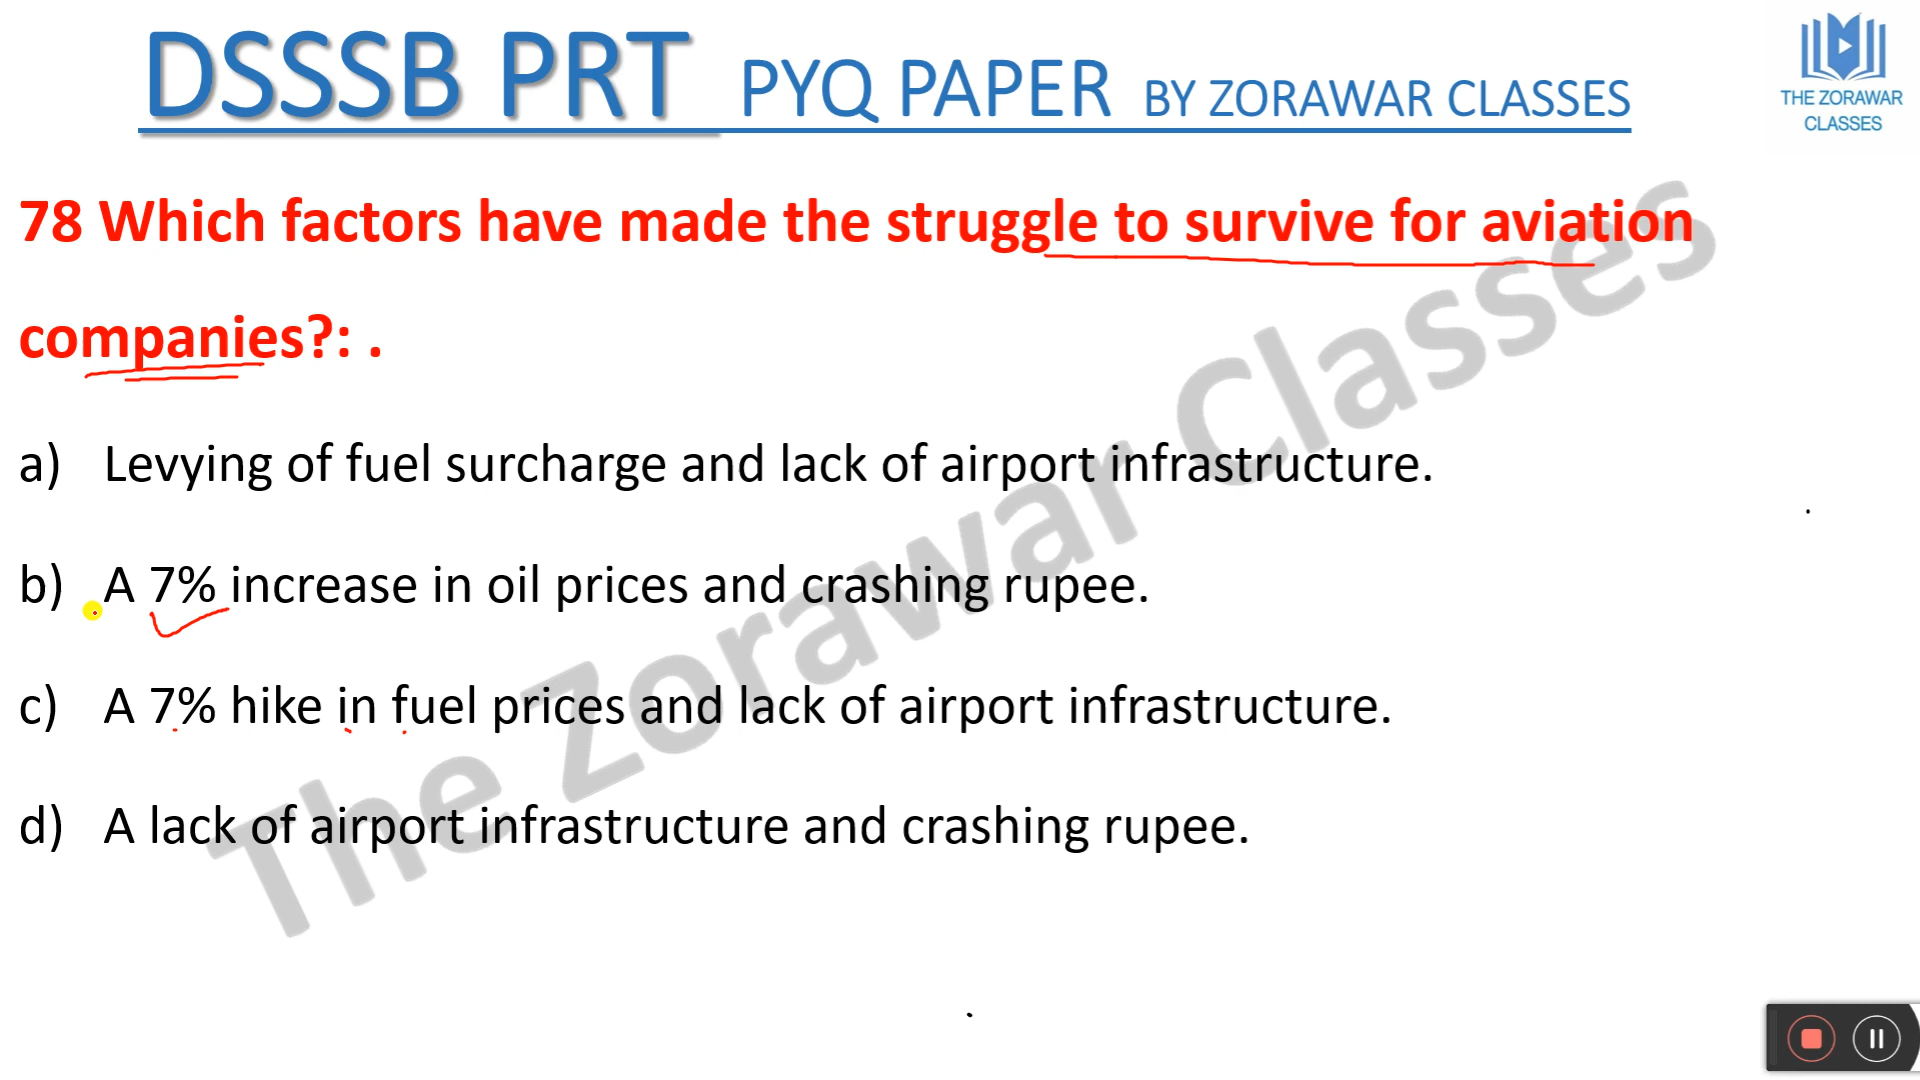 DSSSB PRT PYQ PAPER BY ZORAWAR CLASSES
THE ZORAWAR
CLASSES
78 Which factors have made the struggle to survive for aviation
companies?: .
a) Levying of fuel surcharge and lack of airport infrastructure.
b) A 7% increase in oil prices and crashing rupee.
c) A 7% hike in fuel prices and lack of airport infrastructure.
d) A lack of airport infrastructure and crashing rupee.
The Zorawar Classes